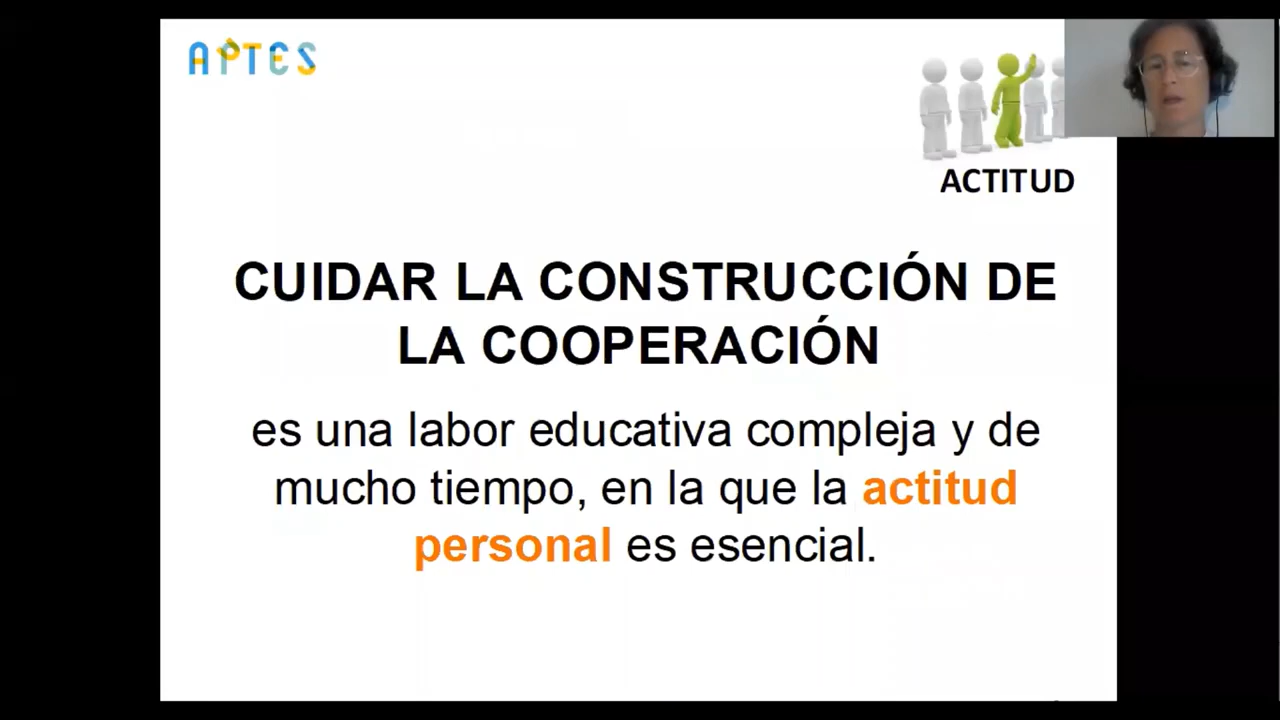 APTES
ACTITUD
CUIDAR LA CONSTRUCCIÓN DE
LA COOPERACIÓN
es una labor educativa compleja y de
mucho tiempo, en la que la actitud
personal es esencial.